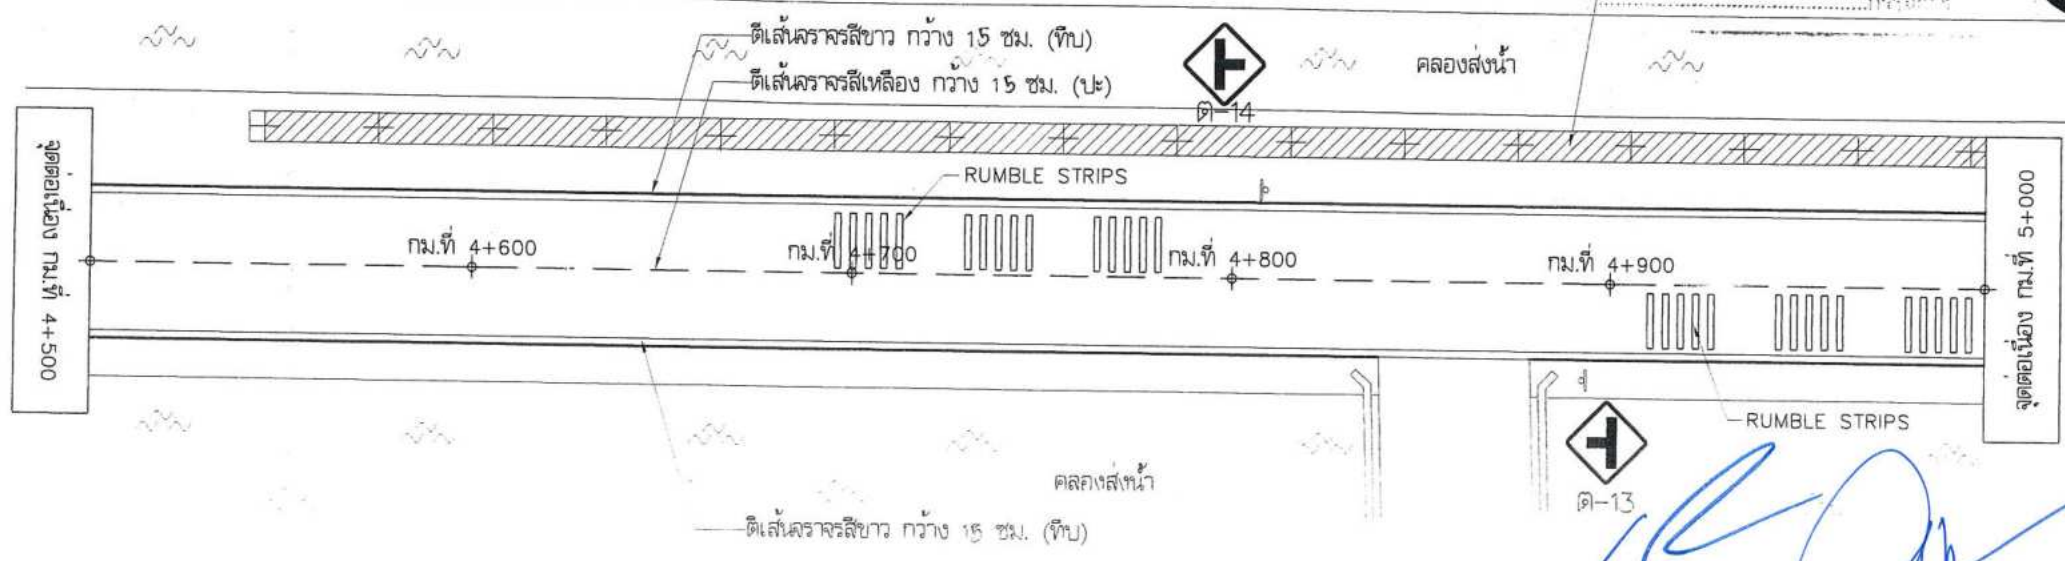 ตีเส้นจราจรสีขาว กว้าง 15 ซม. (ทึบ)
ตีเส้นจราจรสีเหลือง กว้าง 15 ซม. (ปะ)
คลองส่งน้ำ
ต-14
RUMBLE STRIPS
จุดต่อเนื่อง กม.ที่ 4+500
กม.ที่ 4+600
กม.ที่ 4+700
กม.ที่ 4+800
กม.ที่ 4+900
จุดต่อเนื่อง กม.ที่ 5+000
RUMBLE STRIPS
คลองส่งน้ำ
ต-13
ตีเส้นจราจรสีขาว กว้าง 15 ซม. (ทึบ)